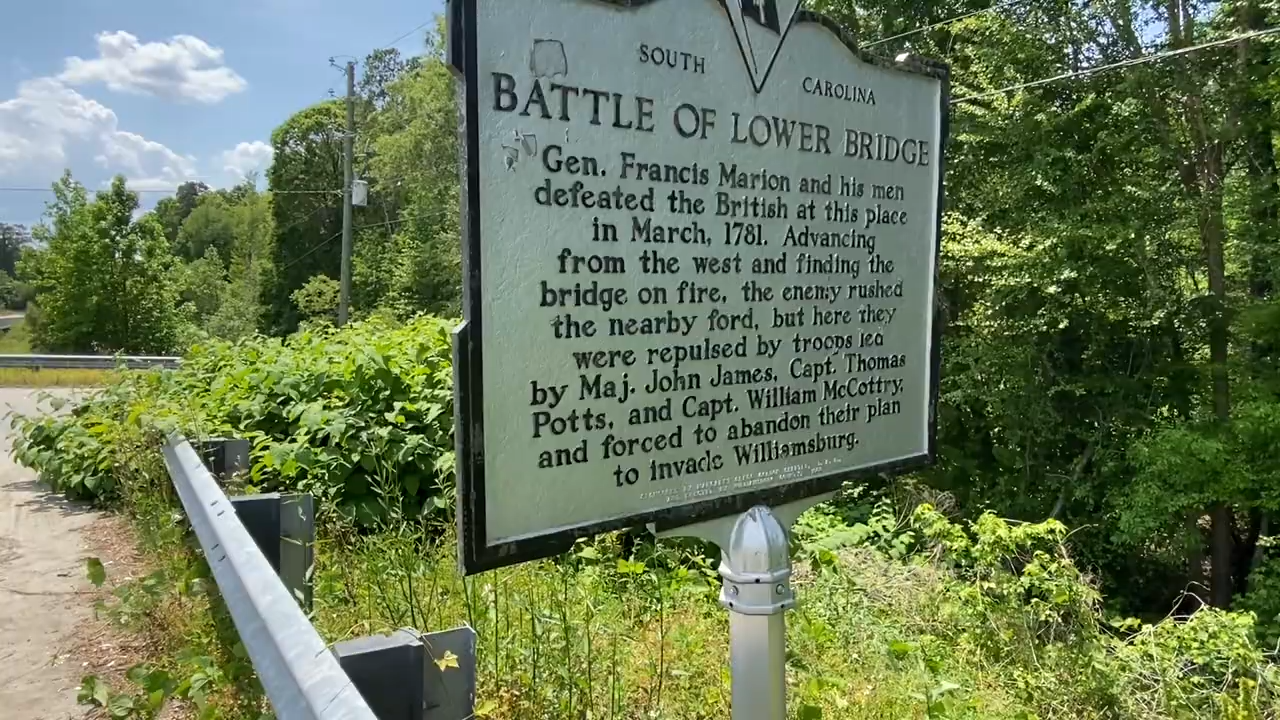 SOUTH CAROLINA
BATTLE OF LOWER BRIDGE
Gen. Francis Marion and his men
defeated the British at this place
in March, 1781. Advancing
from the west and finding the
bridge on fire, the enemy rushed
the nearby ford, but here they
were repulsed by troops led
by Maj. John James, Capt. Thomas
Potts, and Capt. William McCottry,
and forced to abandon their plan
to invade Williamsburg.